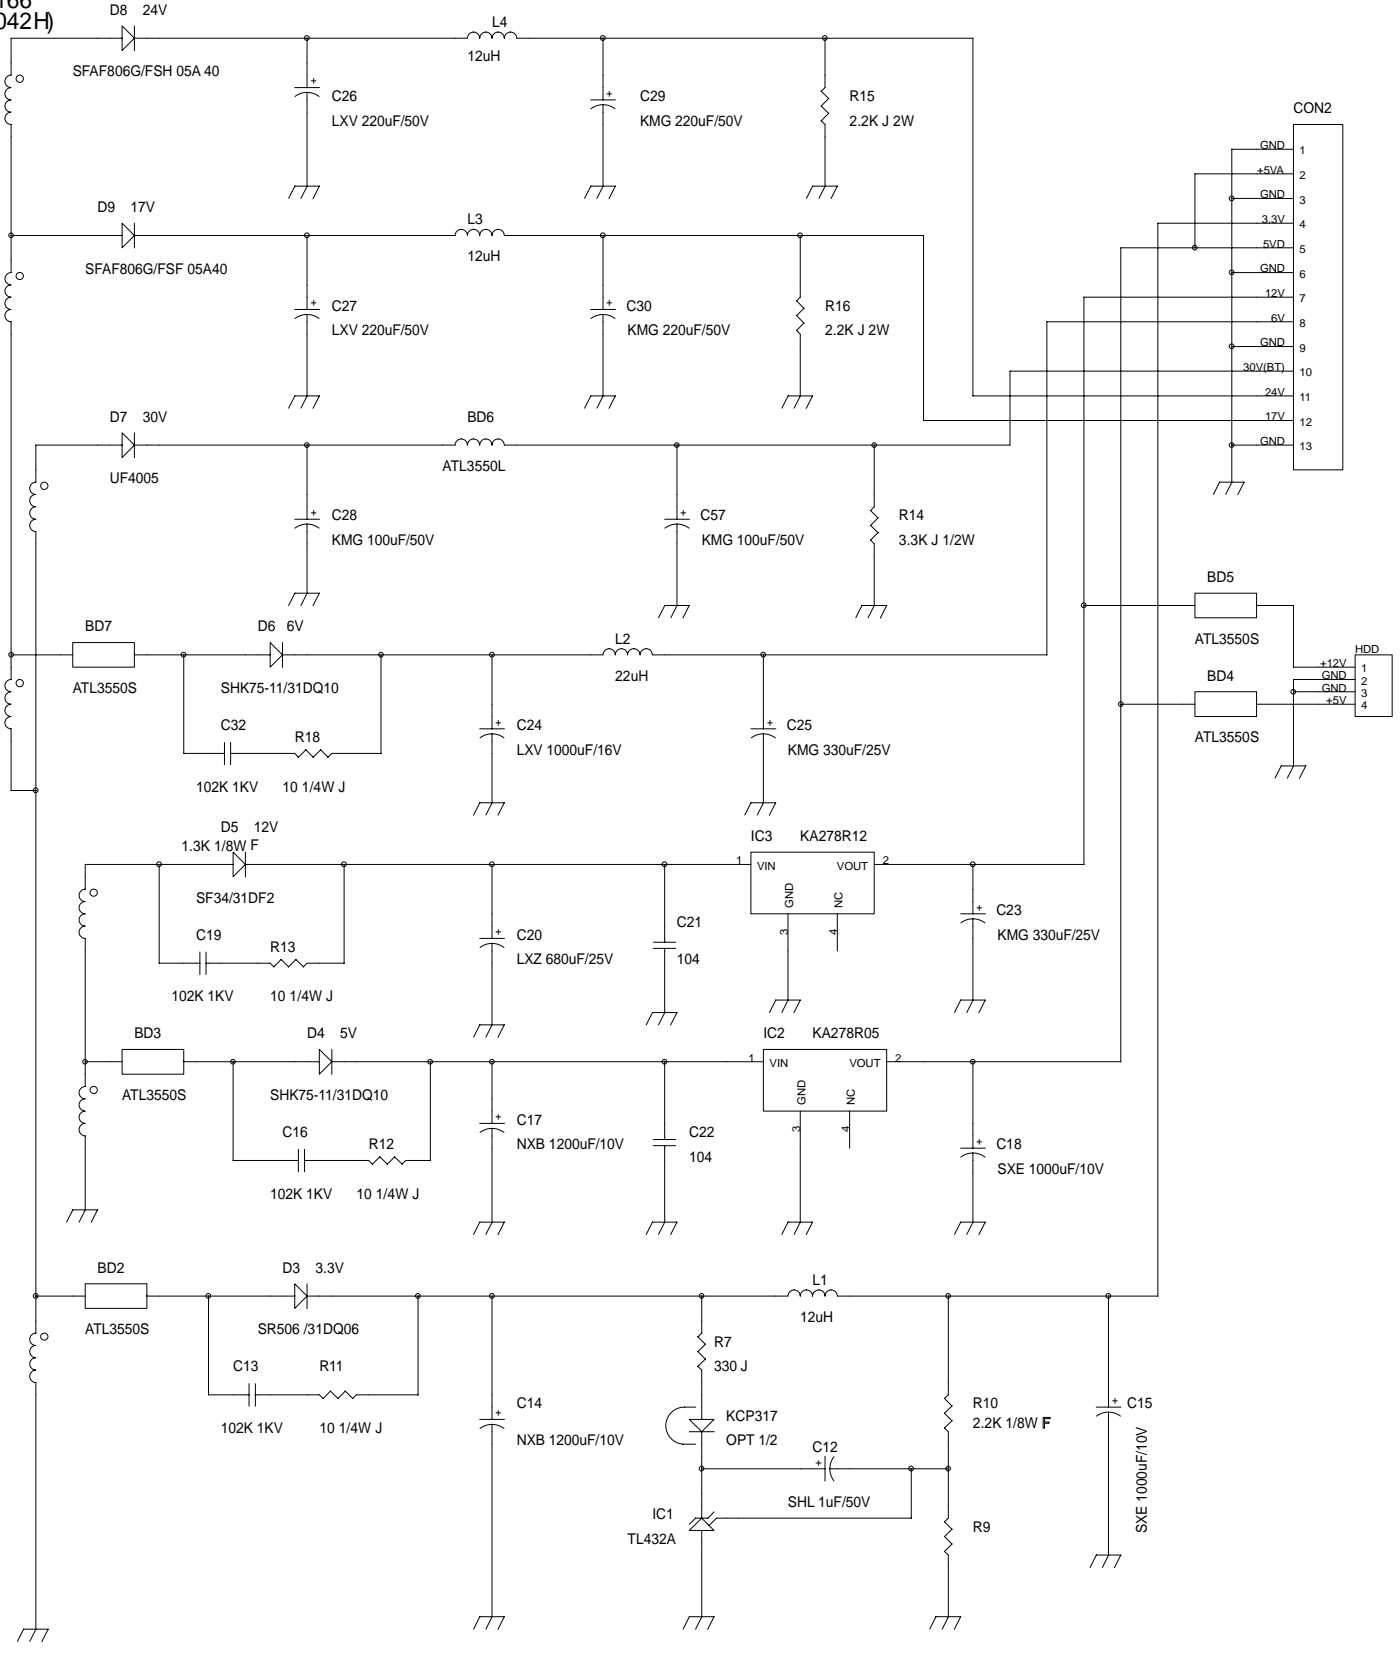 166
042H)
D8 24V
SFAF806G/FSH 05A 40
L4
12uH
C26
LXV 220uF/50V
C29
KMG 220uF/50V
R15
2.2K J 2W
D9 17V
SFAF806G/FSF 05A40
L3
12uH
C27
LXV 220uF/50V
C30
KMG 220uF/50V
R16
2.2K J 2W
CON2
GND 1
+5VA 2
GND 3
3.3V 4
5VD 5
GND 6
12V 7
6V 8
GND 9
30V(BT) 10
24V 11
17V 12
GND 13
D7 30V
UF4005
BD6
ATL3550L
C28
KMG 100uF/50V
C57
KMG 100uF/50V
R14
3.3K J 1/2W
BD5
ATL3550S
BD4
ATL3550S
HDD
+12V 1
GND 2
GND 3
+5V 4
BD7
ATL3550S
D6 6V
SHK75-11/31DQ10
C32
R18
102K 1KV
10 1/4W J
L2
22uH
C24
LXV 1000uF/16V
C25
KMG 330uF/25V
D5 12V
1.3K 1/8W F
SF34/31DF2
C19
R13
102K 1KV
10 1/4W J
C20
LXZ 680uF/25V
C21
104
IC3 KA278R12
1 VIN VOUT 2
GND NC
3 4
C23
KMG 330uF/25V
BD3
ATL3550S
D4 5V
SHK75-11/31DQ10
C16
R12
102K 1KV
10 1/4W J
C17
NXB 1200uF/10V
C22
104
IC2 KA278R05
1 VIN VOUT 2
GND NC
3 4
C18
SXE 1000uF/10V
BD2
ATL3550S
D3 3.3V
SR506 /31DQ06
C13
R11
102K 1KV
10 1/4W J
C14
NXB 1200uF/10V
L1
12uH
R7
330 J
KCP317
OPT 1/2
C12
SHL 1uF/50V
IC1
TL432A
R10
2.2K 1/8W F
R9
C15
SXE 1000uF/10V